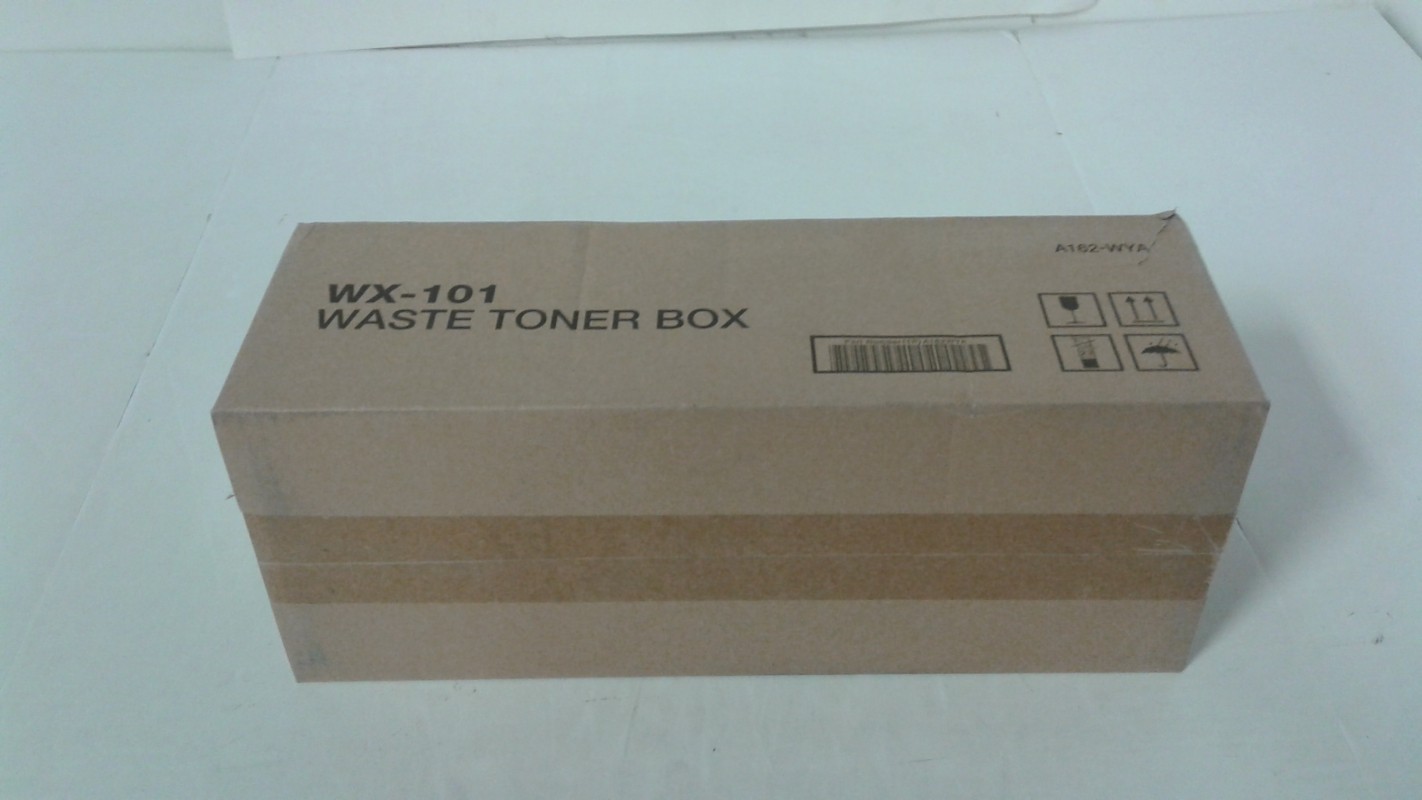 A162-WYA
WX-101
WASTE TONER BOX